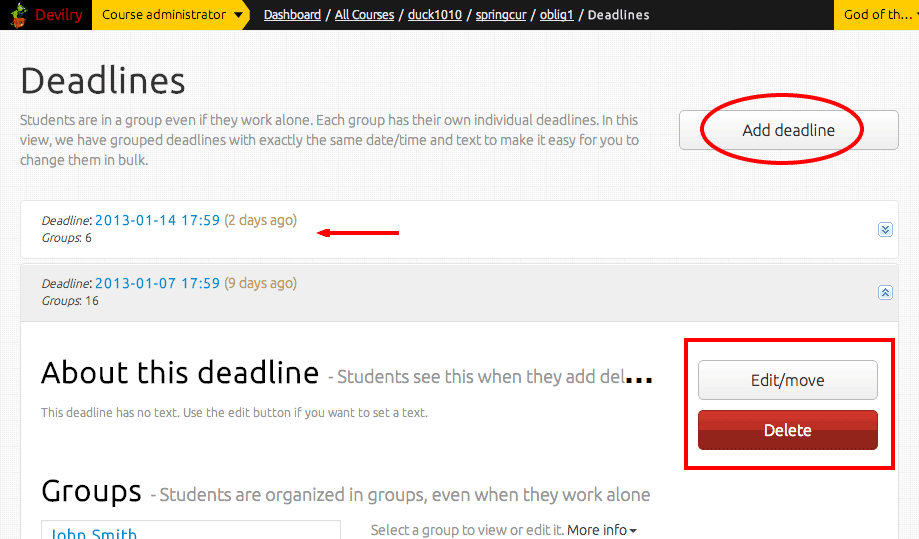 Devilry Course administrator Dashboard / All Courses / duck1010 / springcur / oblig1 / Deadlines God of th...
Deadlines
Students are in a group even if they work alone. Each group has their own individual deadlines. In this
view, we have grouped deadlines with exactly the same date/time and text to make it easy for you to
change them in bulk.
Add deadline
Deadline: 2013-01-14 17:59 (2 days ago)
Groups: 6
Deadline: 2013-01-07 17:59 (9 days ago)
Groups: 16
About this deadline - Students see this when they add del...
Edit/move
This deadline has no text. Use the edit button if you want to set a text.
Delete
Groups - Students are organized in groups, even when they work alone
John Smith
Select a group to view or edit it. More info